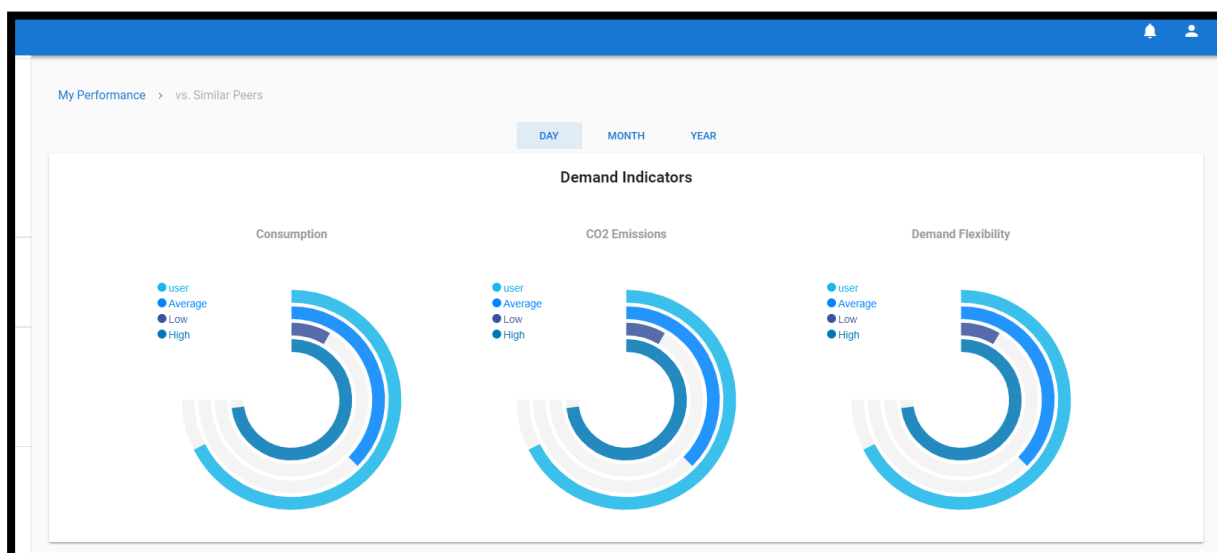 My Performance > vs. Similar Peers
DAY MONTH YEAR
Demand Indicators
Consumption
user
Average
Low
High
CO2 Emissions
user
Average
Low
High
Demand Flexibility
user
Average
Low
High